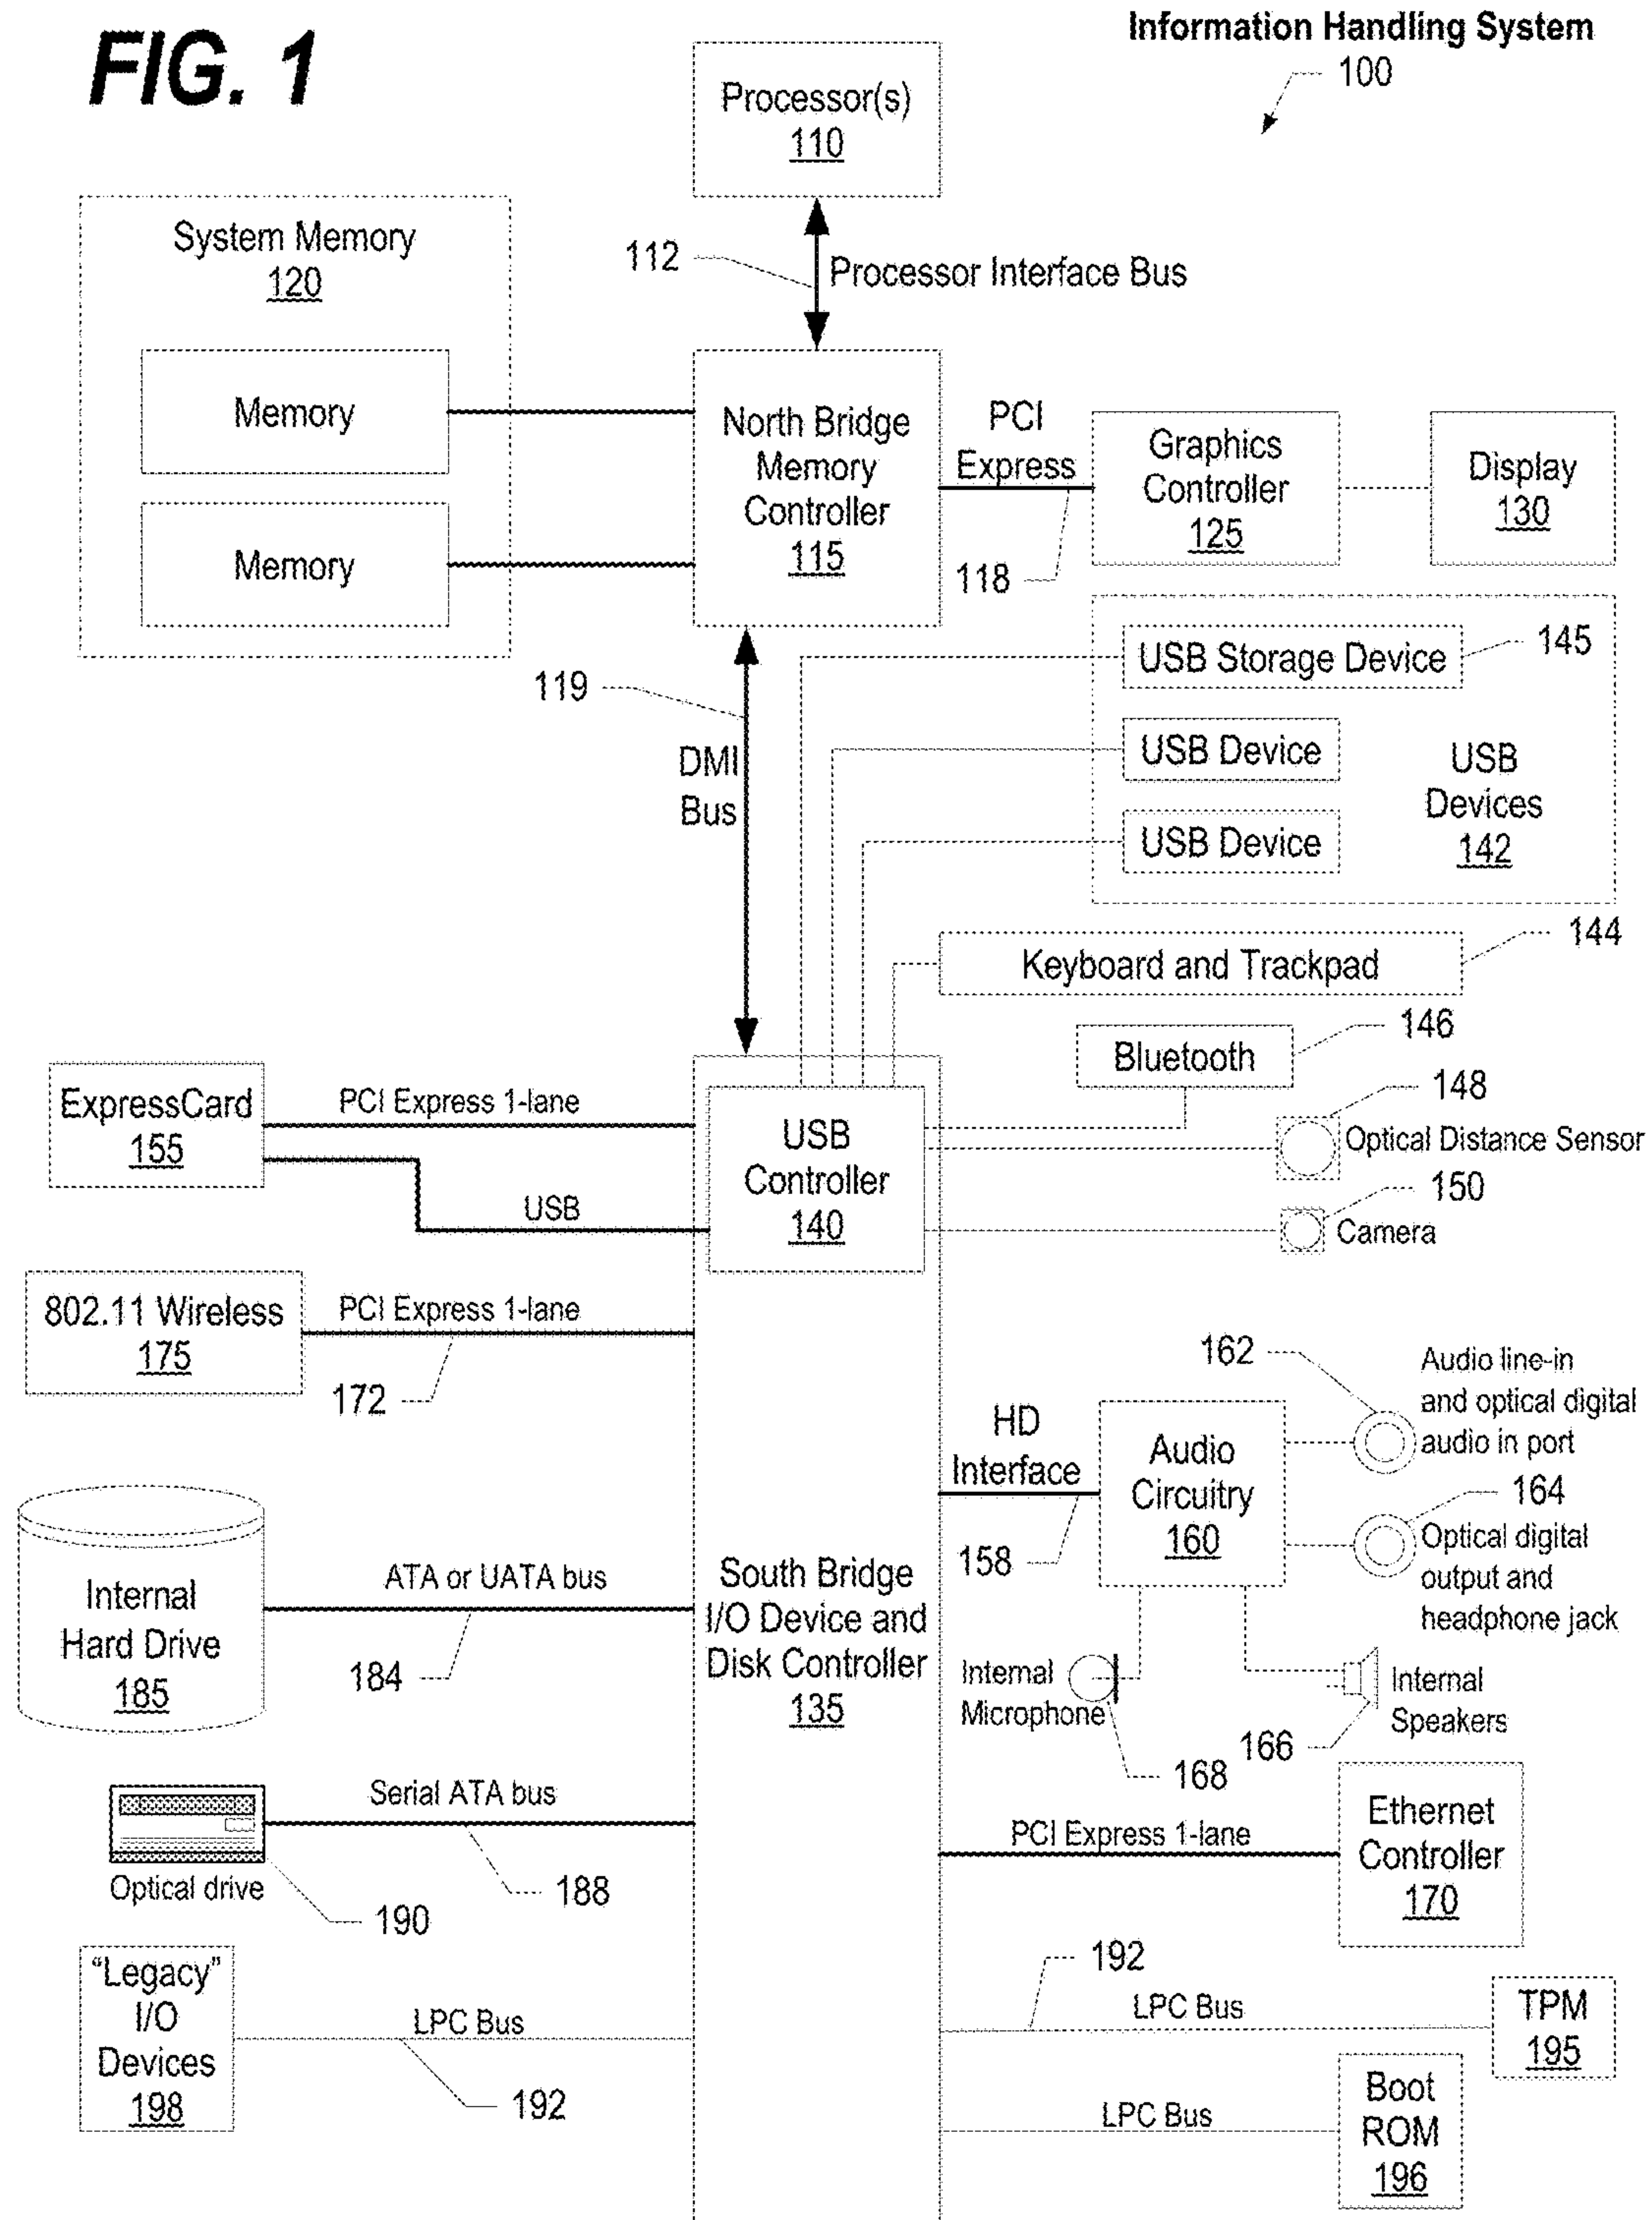 FIG. 1
Information Handling System
100
Processor(s)
110
System Memory
120
112
Processor Interface Bus
Memory
Memory
North Bridge
Memory
Controller
115
PCI
Express
118
Graphics
Controller
125
Display
130
119
DMI
Bus
USB Storage Device
145
USB Device
USB Device
USB
Devices
142
144
Keyboard and Trackpad
146
Bluetooth
148
Optical Distance Sensor
150
Camera
ExpressCard
155
PCI Express 1-lane
USB
USB
Controller
140
802.11 Wireless
175
PCI Express 1-lane
172
162
Audio line-in
and optical digital
audio in port
HD
Interface
158
Audio
Circuitry
160
164
Optical digital
output and
headphone jack
Internal
Hard Drive
185
ATA or UATA bus
184
South Bridge
I/O Device and
Disk Controller
135
Internal
Microphone
168
166
Internal
Speakers
Serial ATA bus
188
Optical drive
190
PCI Express 1-lane
Ethernet
Controller
170
"Legacy"
I/O
Devices
198
LPC Bus
192
192
LPC Bus
TPM
195
LPC Bus
Boot
ROM
196